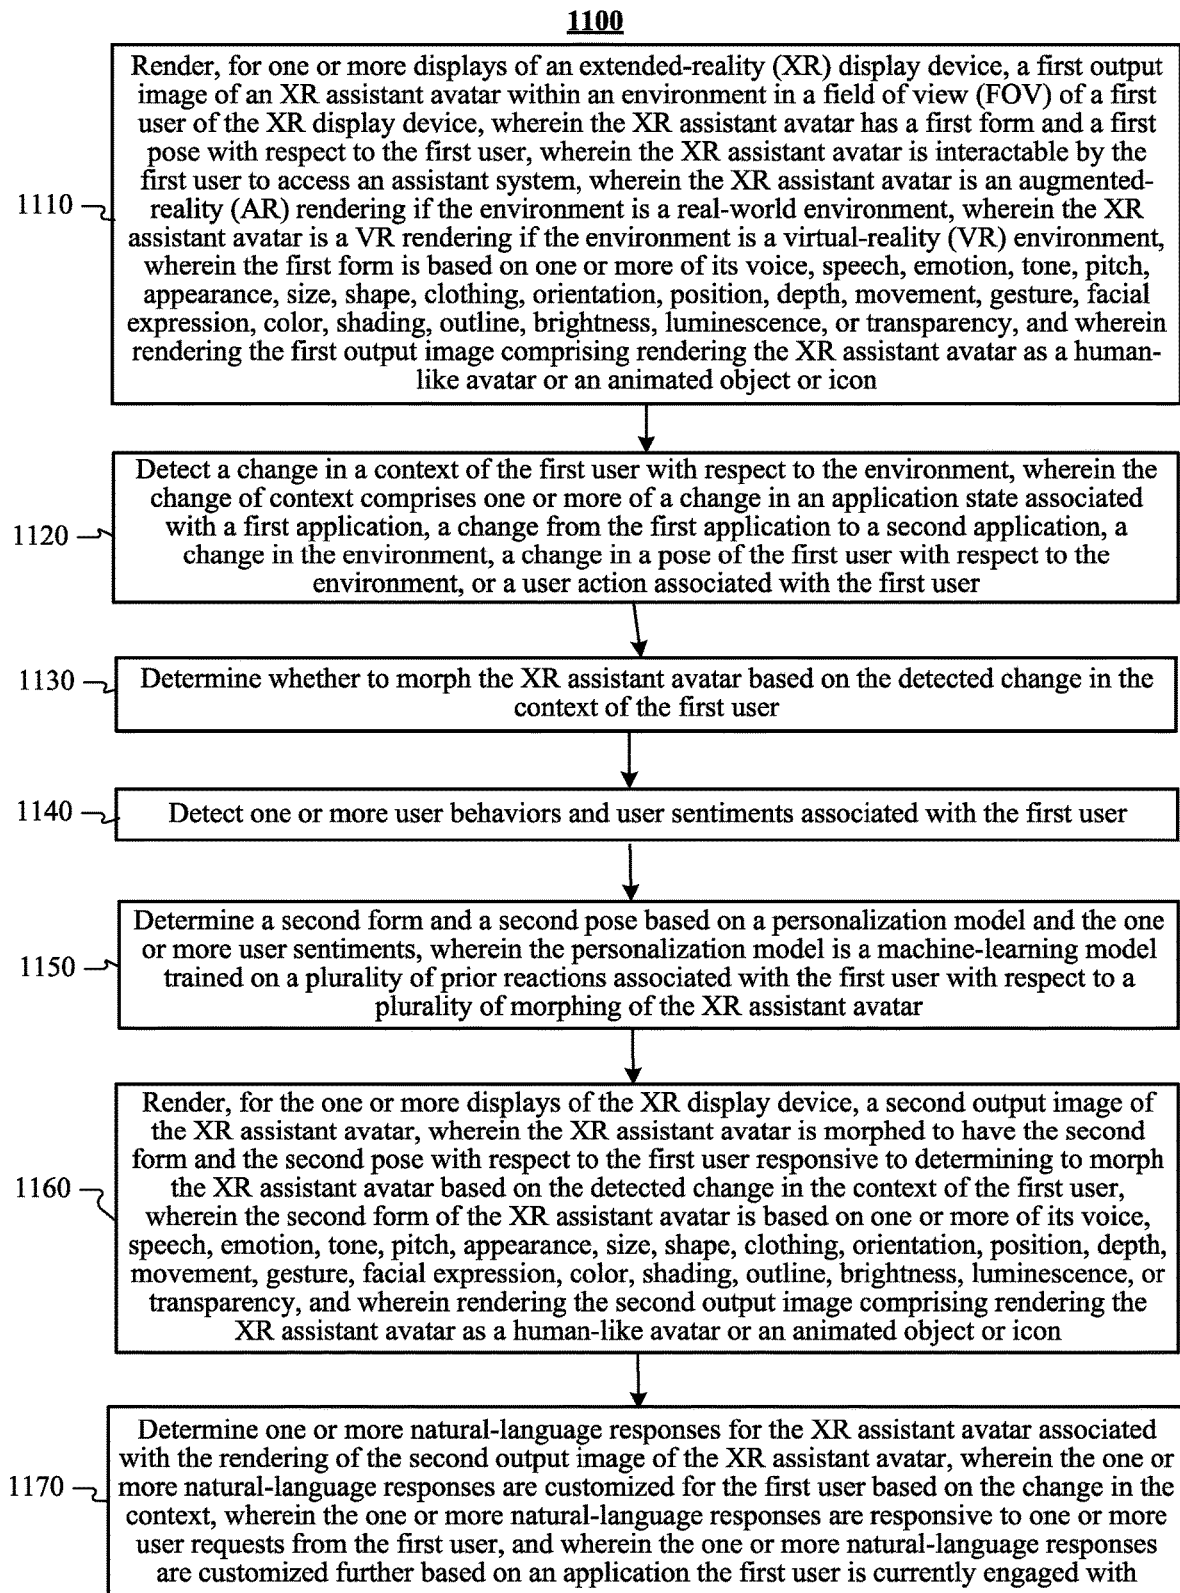 1100
Render, for one or more displays of an extended-reality (XR) display device, a first output
image of an XR assistant avatar within an environment in a field of view (FOV) of a first
user of the XR display device, wherein the XR assistant avatar has a first form and a first
pose with respect to the first user, wherein the XR assistant avatar is interactable by the
first user to access an assistant system, wherein the XR assistant avatar is an augmented-
reality (AR) rendering if the environment is a real-world environment, wherein the XR
assistant avatar is a VR rendering if the environment is a virtual-reality (VR) environment,
wherein the first form is based on one or more of its voice, speech, emotion, tone, pitch,
appearance, size, shape, clothing, orientation, position, depth, movement, gesture, facial
expression, color, shading, outline, brightness, luminescence, or transparency, and wherein
rendering the first output image comprising rendering the XR assistant avatar as a human-
like avatar or an animated object or icon
1110
Detect a change in a context of the first user with respect to the environment, wherein the
change of context comprises one or more of a change in an application state associated
with a first application, a change from the first application to a second application, a
change in the environment, a change in a pose of the first user with respect to the
environment, or a user action associated with the first user
1120
Determine whether to morph the XR assistant avatar based on the detected change in the
context of the first user
1130
Detect one or more user behaviors and user sentiments associated with the first user
1140
Determine a second form and a second pose based on a personalization model and the one
or more user sentiments, wherein the personalization model is a machine-learning model
trained on a plurality of prior reactions associated with the first user with respect to a
plurality of morphing of the XR assistant avatar
1150
Render, for the one or more displays of the XR display device, a second output image of
the XR assistant avatar, wherein the XR assistant avatar is morphed to have the second
form and the second pose with respect to the first user responsive to determining to morph
the XR assistant avatar based on the detected change in the context of the first user,
wherein the second form of the XR assistant avatar is based on one or more of its voice,
speech, emotion, tone, pitch, appearance, size, shape, clothing, orientation, position, depth,
movement, gesture, facial expression, color, shading, outline, brightness, luminescence, or
transparency, and wherein rendering the second output image comprising rendering the
XR assistant avatar as a human-like avatar or an animated object or icon
1160
Determine one or more natural-language responses for the XR assistant avatar associated
with the rendering of the second output image of the XR assistant avatar, wherein the one or
more natural-language responses are customized for the first user based on the change in the
context, wherein the one or more natural-language responses are responsive to one or more
user requests from the first user, and wherein the one or more natural-language responses
are customized further based on an application the first user is currently engaged with
1170